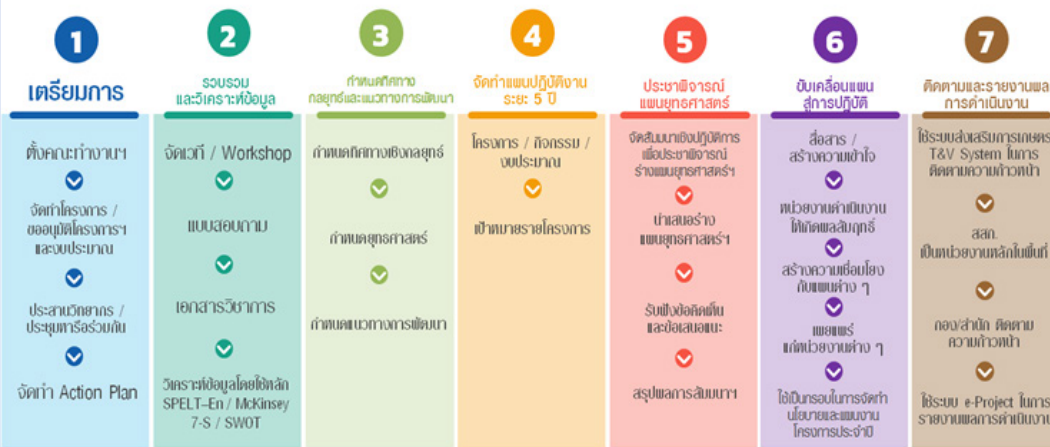 1
เตรียมการ
ตั้งคณะทำงานฯ
จัดทำโครงการ /
ขออนุมัติโครงการฯ
และงบประมาณ
ประสานวิทยากร /
ประชุมหารือร่วมกัน
จัดทำ Action Plan
2
รวบรวม
และวิเคราะห์ข้อมูล
จัดเวที / Workshop
แบบสอบถาม
เอกสารวิชาการ
วิเคราะห์ข้อมูลโดยใช้หลัก
SPELT-En / McKinsey
7-S / SWOT
3
กำหนดทิศทาง
กลยุทธ์และแนวทางการพัฒนา
กำหนดทิศทางเชิงกลยุทธ์
กำหนดยุทธศาสตร์
กำหนดแนวทางการพัฒนา
4
จัดทำแผนปฏิบัติงาน
ระยะ 5 ปี
โครงการ / กิจกรรม /
งบประมาณ
เป้าหมายรายโครงการ
5
ประชาพิจารณ์
แผนยุทธศาสตร์
จัดสัมมนาเชิงปฏิบัติการ
เพื่อประชาพิจารณ์
ร่างแผนยุทธศาสตร์ฯ
นำเสนอร่าง
แผนยุทธศาสตร์ฯ
รับฟังข้อคิดเห็น
และข้อเสนอแนะ
สรุปผลการสัมมนาฯ
6
ขับเคลื่อนแผน
สู่การปฏิบัติ
สื่อสาร /
สร้างความเข้าใจ
หน่วยงานดำเนินงาน
ให้เกิดผลสัมฤทธิ์
สร้างความเชื่อมโยง
กับแผนต่าง ๆ
เผยแพร่
แก่หน่วยงานต่าง ๆ
ใช้เป็นกรอบในการจัดทำ
นโยบายและแผนงาน
โครงการประจำปี
7
ติดตามและรายงานผล
การดำเนินงาน
ใช้ระบบส่งเสริมการเกษตร
T&V System ในการ
ติดตามความก้าวหน้า
สสก.
เป็นหน่วยงานหลักในพื้นที่
กอง/สำนัก ติดตาม
ความก้าวหน้า
ใช้ระบบ e-Project ในการ
รายงานผลการดำเนินงาน